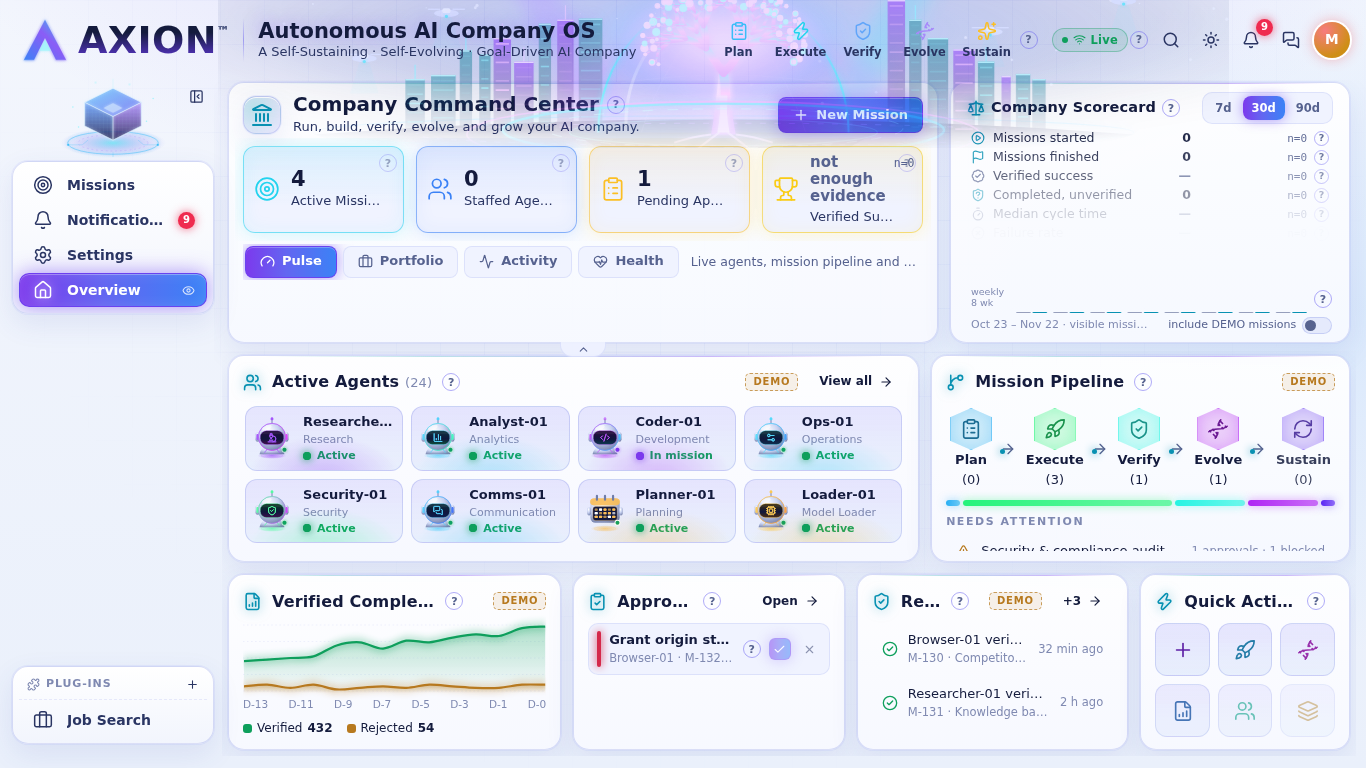 AXION™
Autonomous AI Company OS
A Self-Sustaining · Self-Evolving · Goal-Driven AI Company
Plan
Execute
Verify
Evolve
Sustain
?
Live
?
9
M
Missions
Notificatio...
9
Settings
Overview
PLUG-INS
+
Job Search
Company Command Center
?
Run, build, verify, evolve, and grow your AI company.
+ New Mission
4
Active Missi...
?
0
Staffed Age...
?
1
Pending Ap...
?
not enough evidence
n=0
Verified Su...
Pulse
Portfolio
Activity
Health
Live agents, mission pipeline and ...
Company Scorecard
?
7d
30d
90d
Missions started 0 n=0 ?
Missions finished 0 n=0 ?
Verified success — n=0 ?
Completed, unverified 0 n=0 ?
Median cycle time — n=0 ?
weekly
8 wk
?
Oct 23 – Nov 22 · visible missi...
include DEMO missions
Active Agents (24)
?
DEMO
View all →
Researche...
Research
Active
Analyst-01
Analytics
Active
Coder-01
Development
In mission
Ops-01
Operations
Active
Security-01
Security
Active
Comms-01
Communication
Active
Planner-01
Planning
Active
Loader-01
Model Loader
Active
Mission Pipeline
?
DEMO
Plan
(0)
Execute
(3)
Verify
(1)
Evolve
(1)
Sustain
(0)
NEEDS ATTENTION
Security & compliance audit
1 approvals · 1 blocked
Verified Comple...
?
DEMO
D-13 D-11 D-9 D-7 D-5 D-3 D-1 D-0
Verified 432
Rejected 54
Appro...
?
Open →
Grant origin st...
Browser-01 · M-132...
?
Re...
?
DEMO
+3 →
Browser-01 veri...
M-130 · Competito...
32 min ago
Researcher-01 veri...
M-131 · Knowledge ba...
2 h ago
Quick Acti...
?